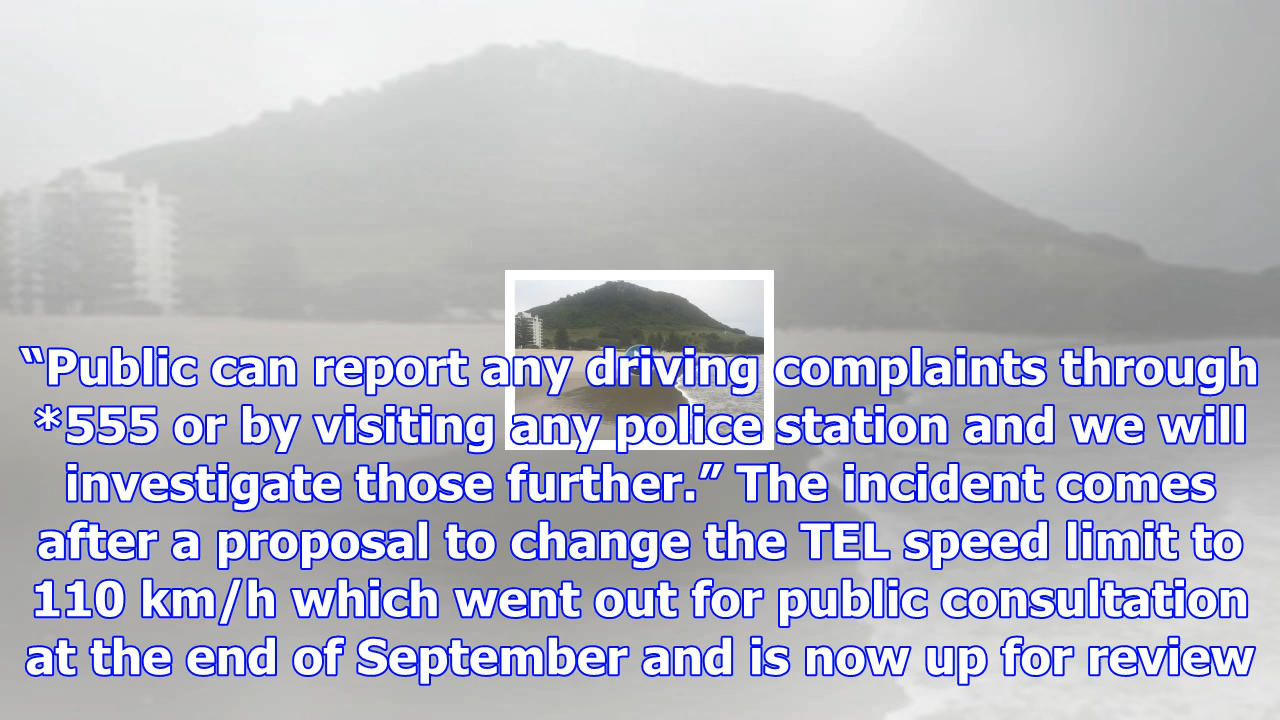 “Public can report any driving complaints through
*555 or by visiting any police station and we will
investigate those further.” The incident comes
after a proposal to change the TEL speed limit to
110 km/h which went out for public consultation
at the end of September and is now up for review